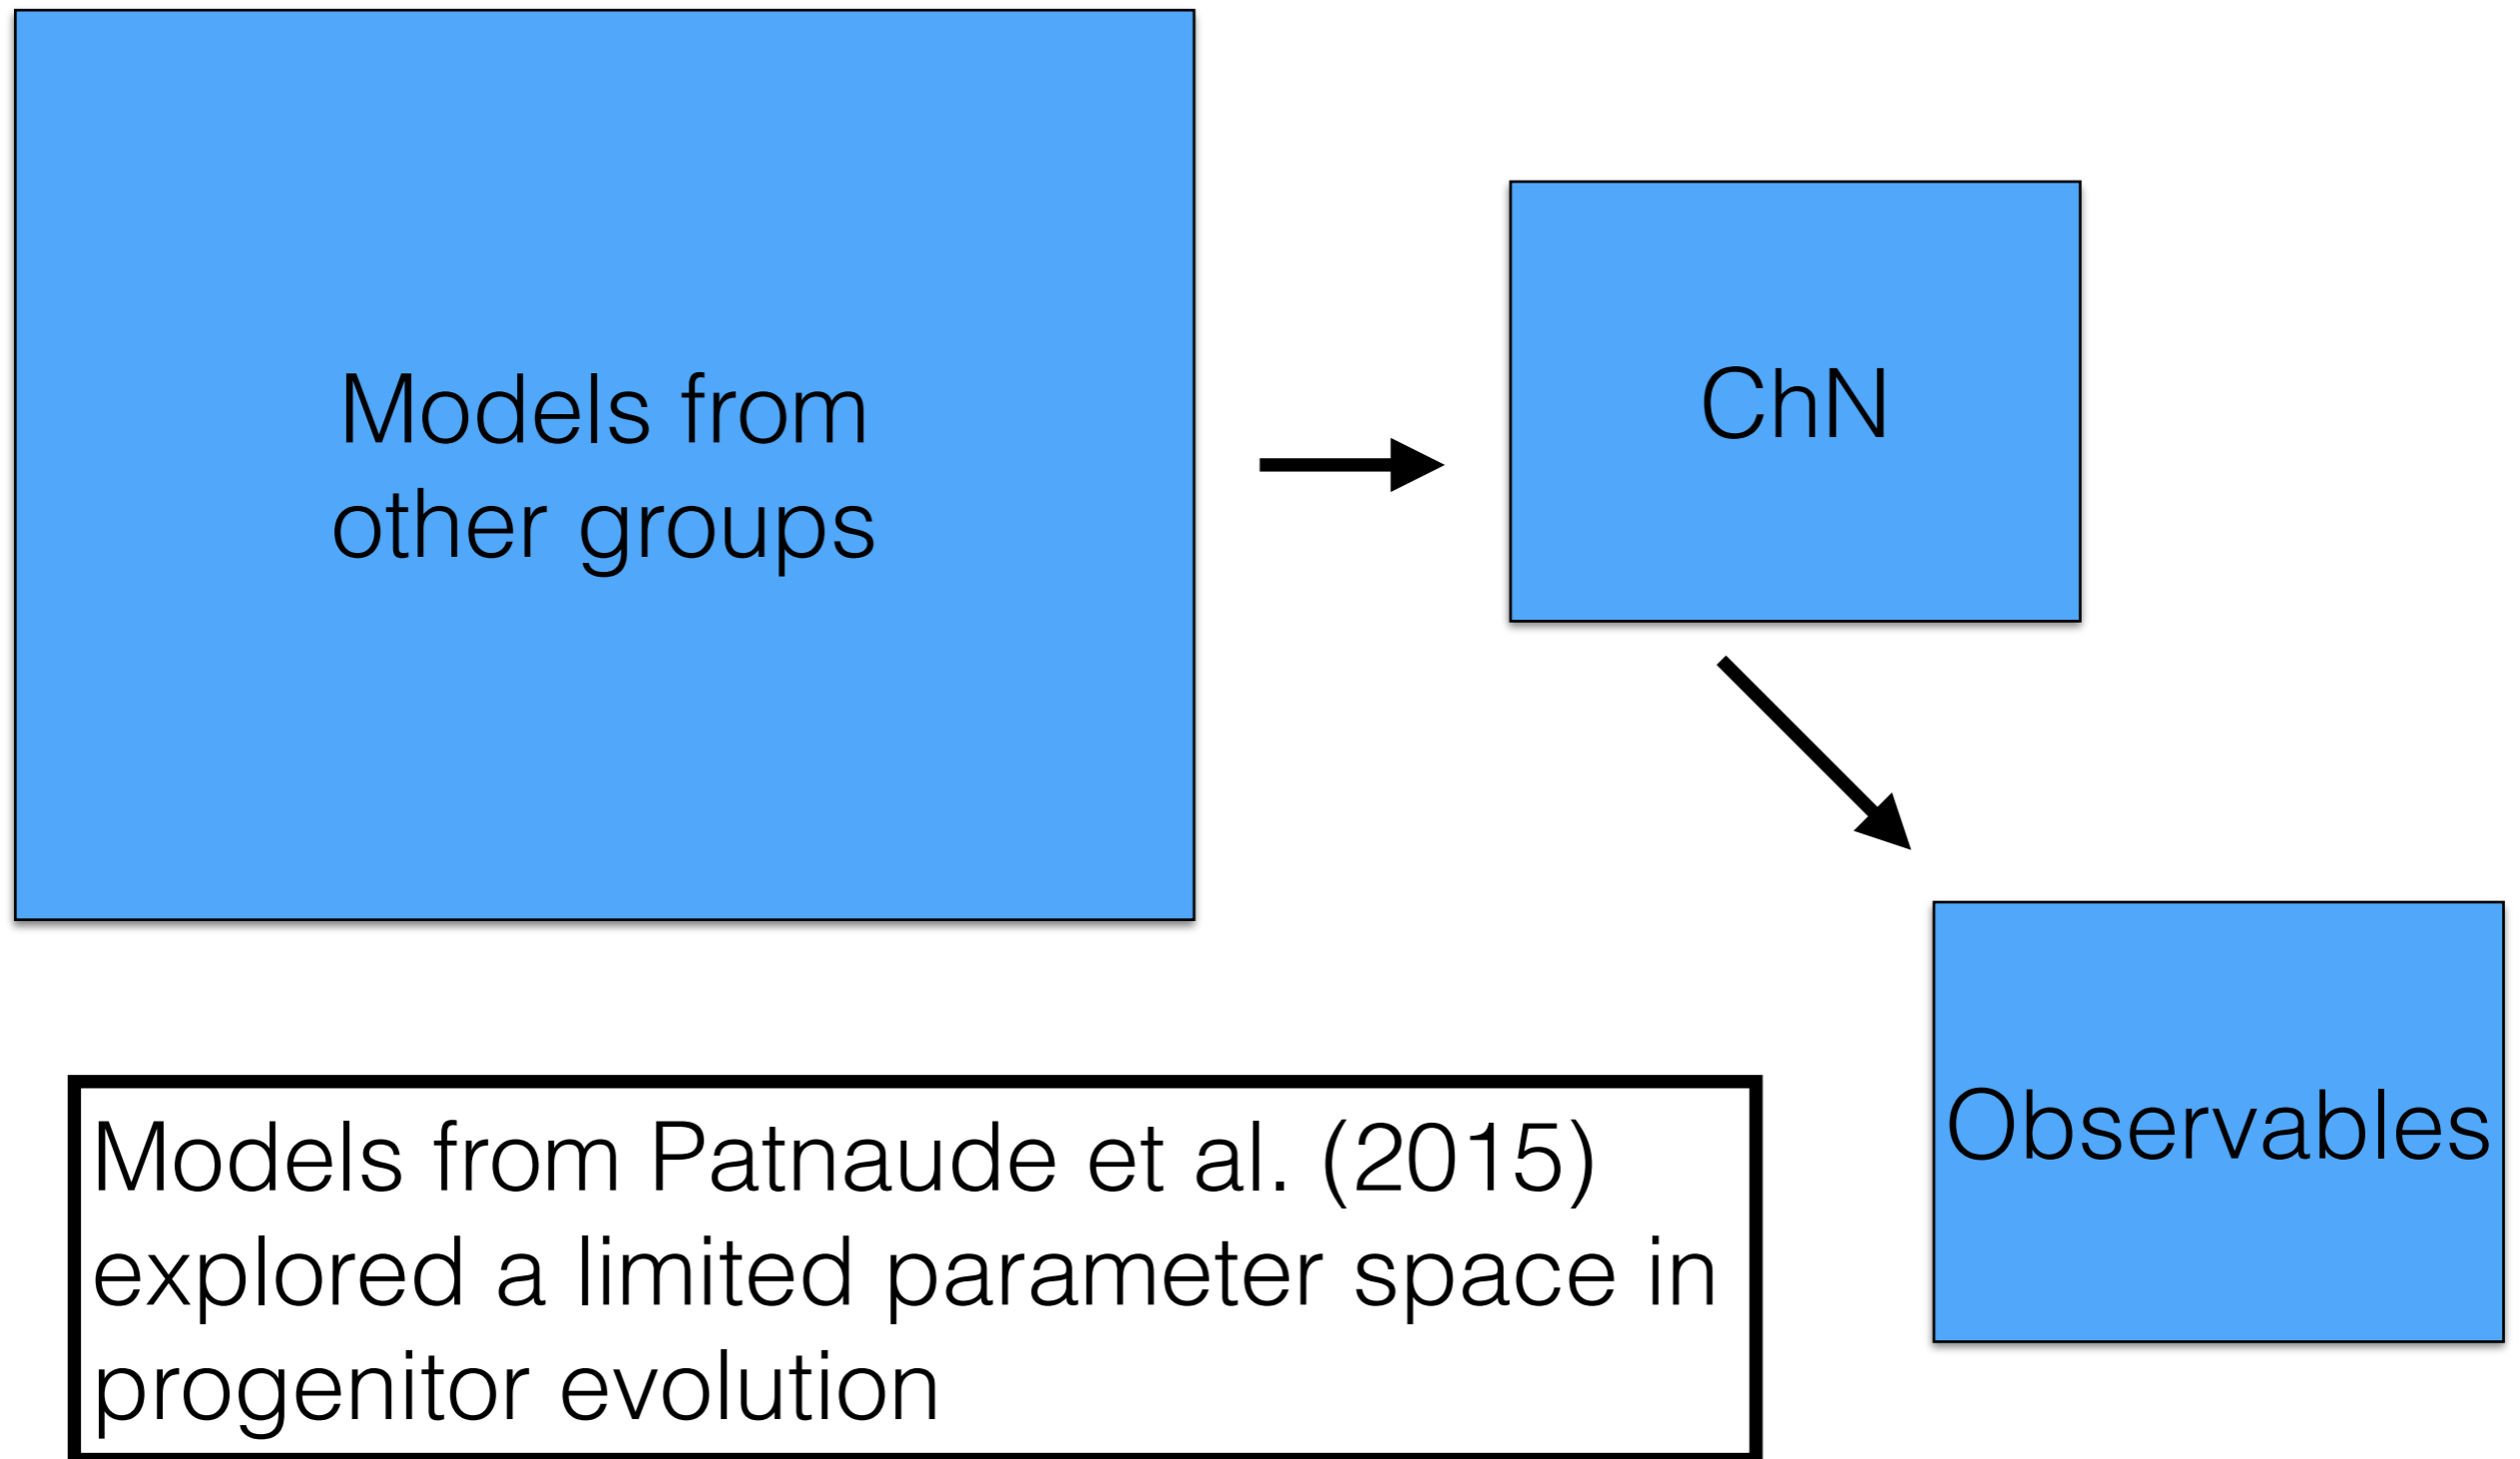 Models from
other groups
ChN
Observables
Models from Patnaude et al. (2015)
explored a limited parameter space in
progenitor evolution